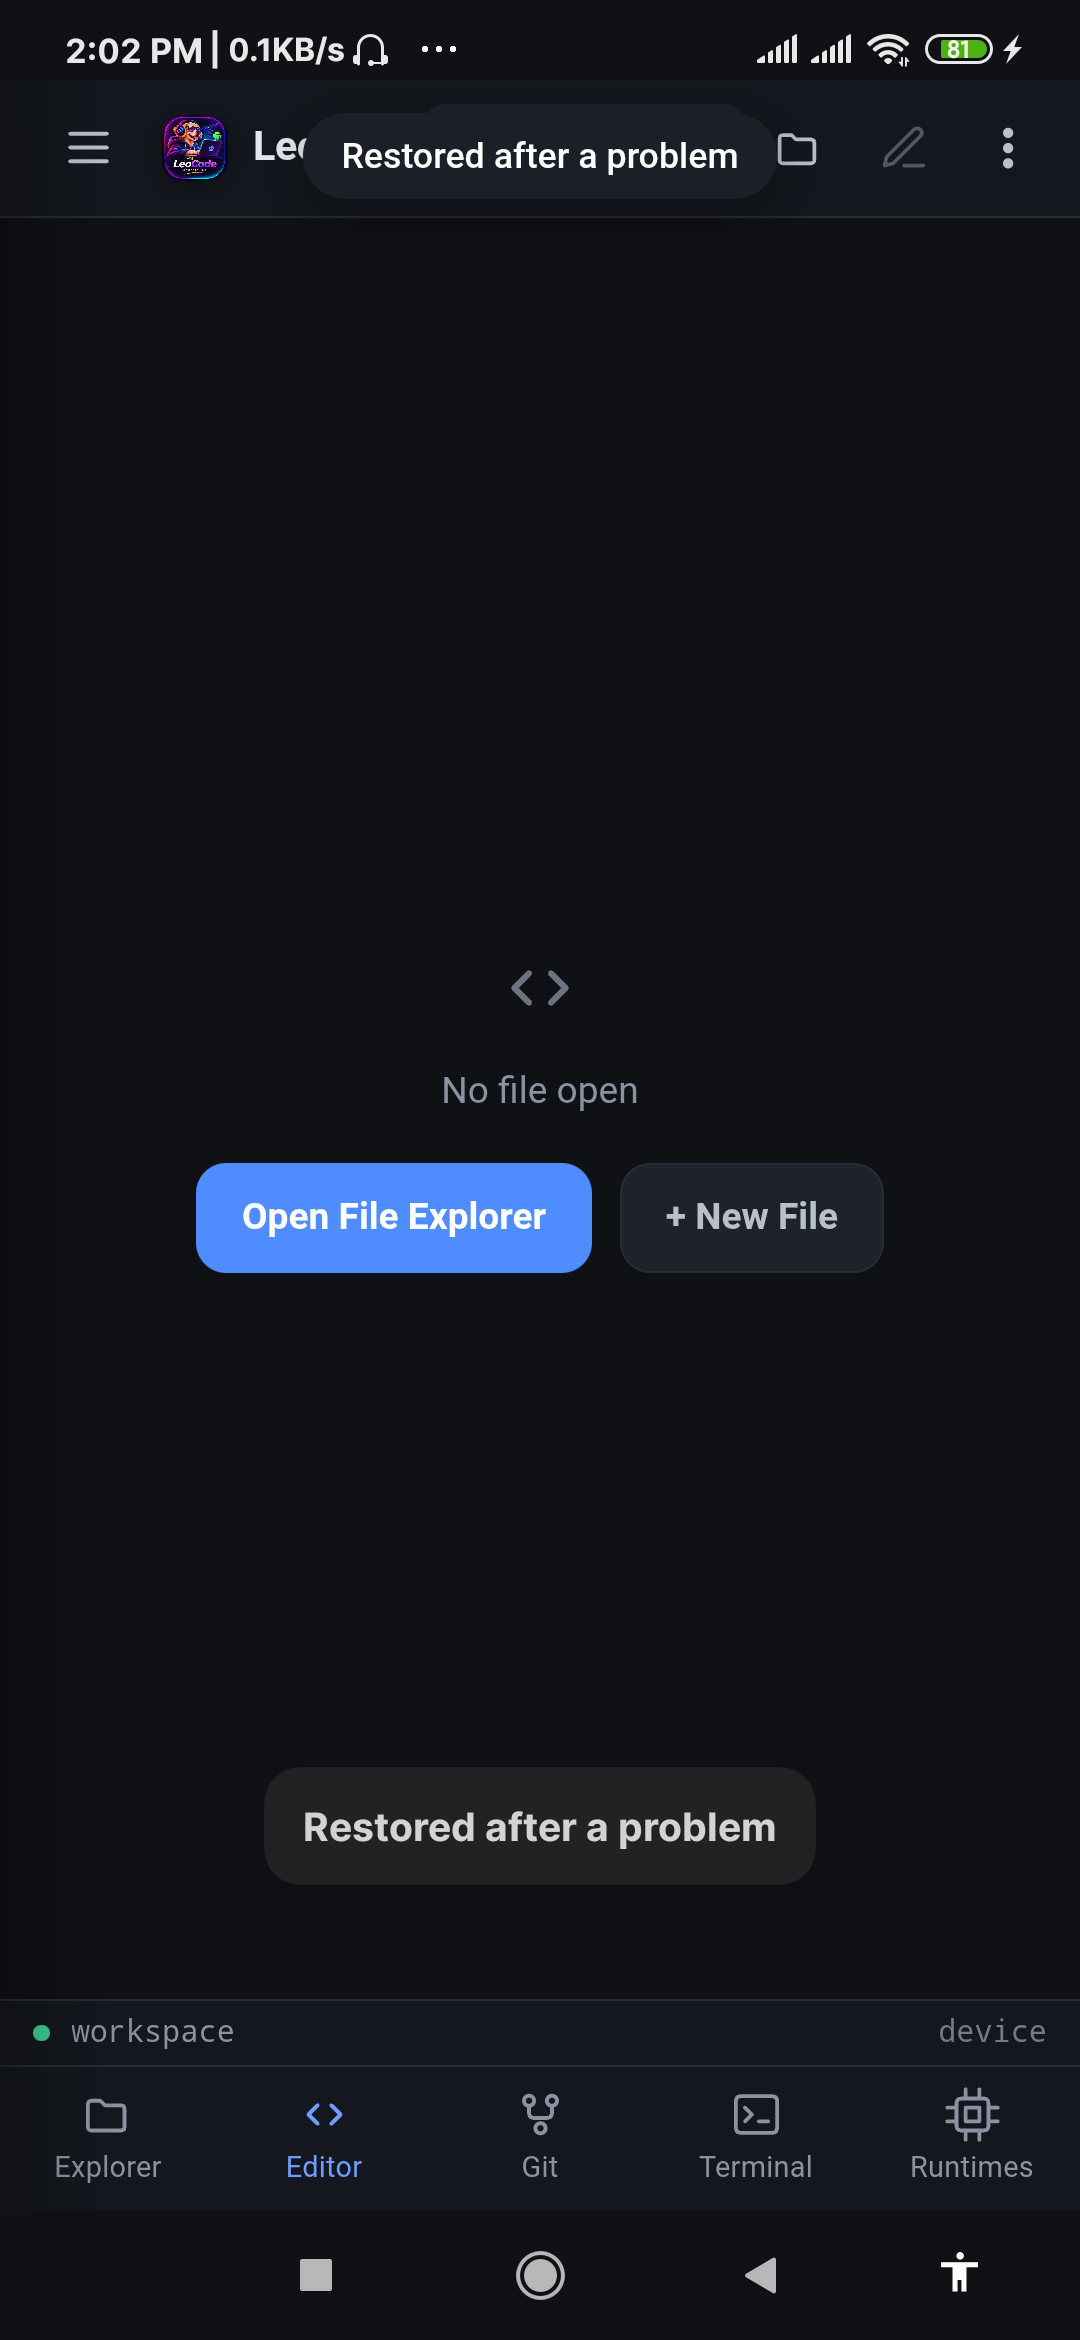 2:02 PM | 0.1KB/s
81
LeoCode
Restored after a problem
No file open
Open File Explorer
+ New File
Restored after a problem
workspace
device
Explorer
Editor
Git
Terminal
Runtimes